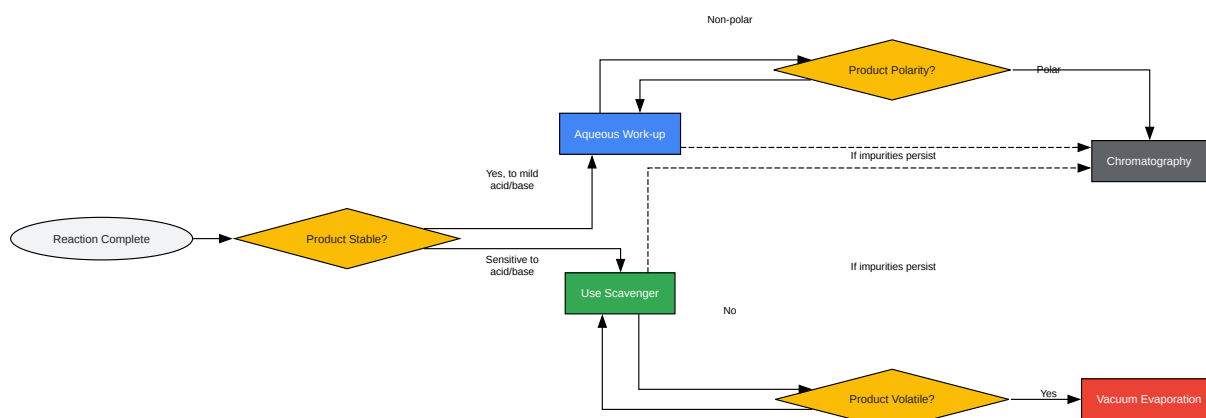 Non-polar
Product Polarity?
Polar
Aqueous Work-up
If impurities persist
Chromatography
Yes, to mild
acid/base
Reaction Complete
Product Stable?
Sensitive to
acid/base
If impurities persist
Use Scavenger
No
Product Volatile?
Yes
Vacuum Evaporation